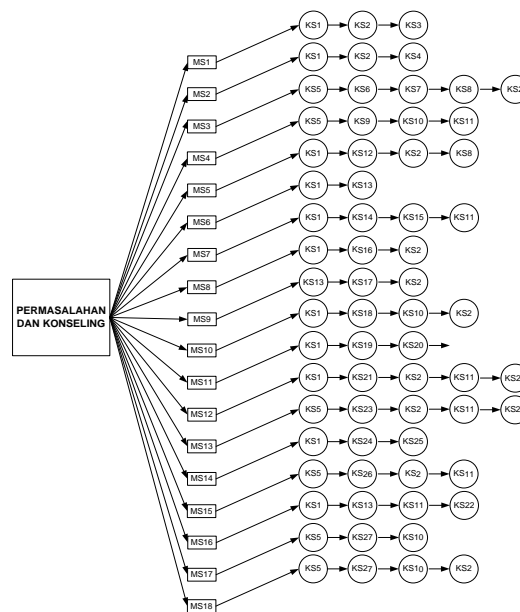 PERMASALAHAN
DAN KONSELING
MS1 KS1 KS2 KS3
MS2 KS1 KS2 KS4
MS3 KS5 KS6 KS7 KS8 KS2
MS4 KS5 KS9 KS10 KS11
MS5 KS1 KS12 KS2 KS8
MS6 KS1 KS13
MS7 KS1 KS14 KS15 KS11
MS8 KS1 KS16 KS2
MS9 KS13 KS17 KS2
MS10 KS1 KS18 KS10 KS2
MS11 KS1 KS19 KS20
MS12 KS1 KS21 KS2 KS11 KS2
MS13 KS5 KS23 KS2 KS11 KS2
MS14 KS1 KS24 KS25
MS15 KS5 KS26 KS2 KS11
MS16 KS1 KS13 KS11 KS22
MS17 KS5 KS27 KS10
MS18 KS5 KS27 KS10 KS2